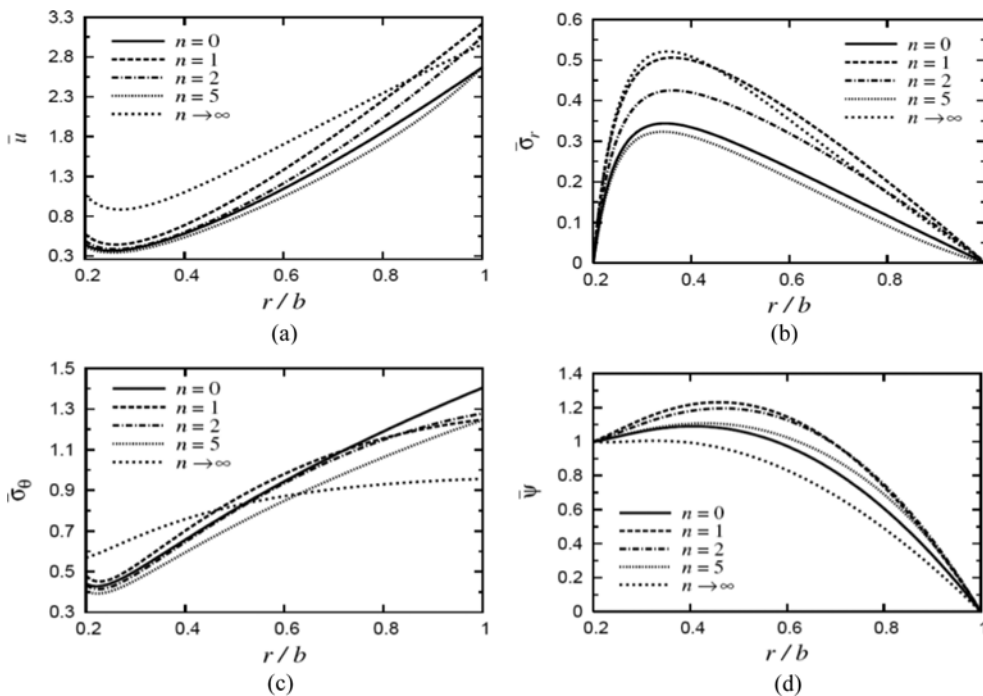 3.3
2.8
2.3
1.8
1.3
0.8
0.3
ū
n = 0
n = 1
n = 2
n = 5
n → ∞
0.2 0.4 0.6 0.8 1
r / b
(a)
0.6
0.5
0.4
0.3
0.2
0.1
0
σ̄r
n = 0
n = 1
n = 2
n = 5
n → ∞
0.2 0.4 0.6 0.8 1
r / b
(b)
1.5
1.3
1.1
0.9
0.7
0.5
0.3
σ̄θ
n = 0
n = 1
n = 2
n = 5
n → ∞
0.2 0.4 0.6 0.8 1
r / b
(c)
1.4
1.2
1
0.8
0.6
0.4
0.2
0
ψ̄
n = 0
n = 1
n = 2
n = 5
n → ∞
0.2 0.4 0.6 0.8 1
r / b
(d)